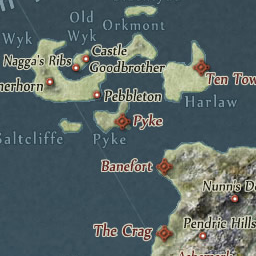 Old
Wyk
Orkmont
Wyk
Castle
Goodbrother
Nagga's Ribs
Ten Tow
nerhorn
Pebbleton
Harlaw
Saltcliffe
Pyke
Pyke
Banefort
Nunn's De
The Crag
Pendric Hills